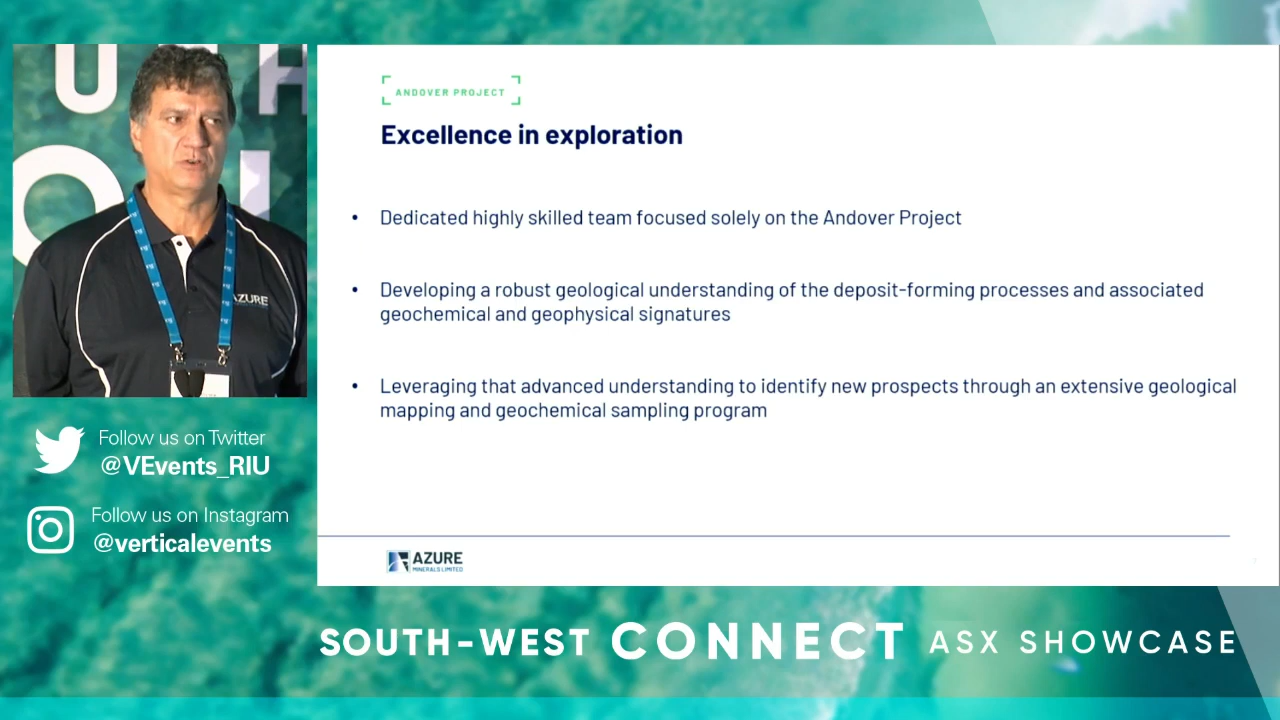 AZURE
Follow us on Twitter
@VEvents_RIU
Follow us on Instagram
@verticalevents
ANDOVER PROJECT
Excellence in exploration
• Dedicated highly skilled team focused solely on the Andover Project
• Developing a robust geological understanding of the deposit-forming processes and associated
geochemical and geophysical signatures
• Leveraging that advanced understanding to identify new prospects through an extensive geological
mapping and geochemical sampling program
AZURE
MINERALS LIMITED
SOUTH-WEST CONNECT ASX SHOWCASE